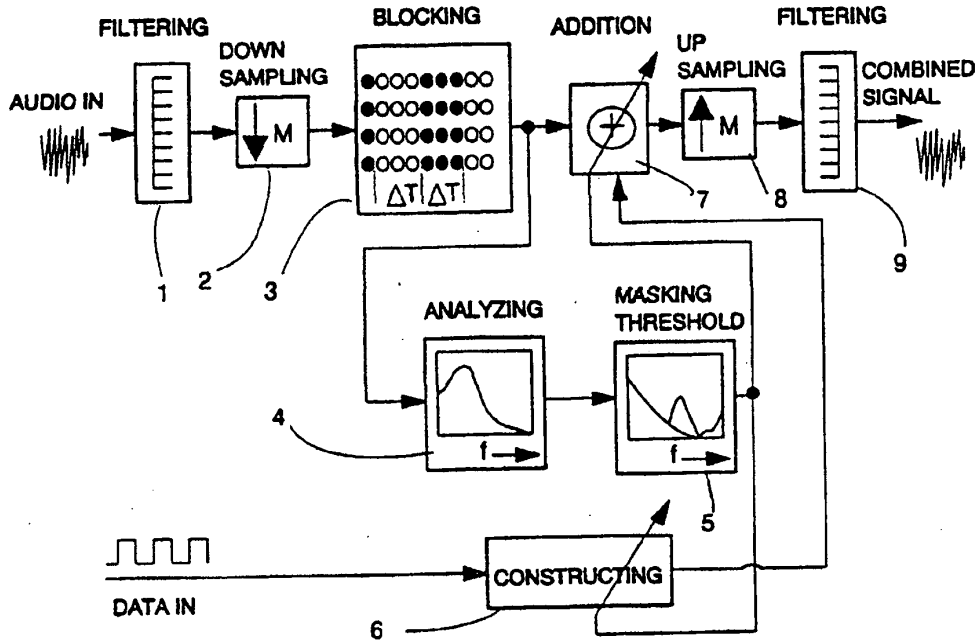 FILTERING
DOWN
SAMPLING
BLOCKING
ADDITION
UP
SAMPLING
FILTERING
AUDIO IN
COMBINED
SIGNAL
M
+
M
ΔT ΔT
1
2
3
7
8
9
ANALYZING
MASKING
THRESHOLD
f
f
4
5
DATA IN
CONSTRUCTING
6